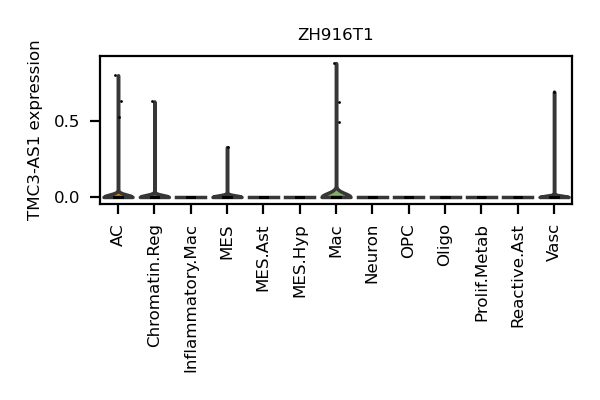 ZH916T1
TMC3-AS1 expression
0.5
0.0
AC
Chromatin.Reg
Inflammatory.Mac
MES
MES.Ast
MES.Hyp
Mac
Neuron
OPC
Oligo
Prolif.Metab
Reactive.Ast
Vasc